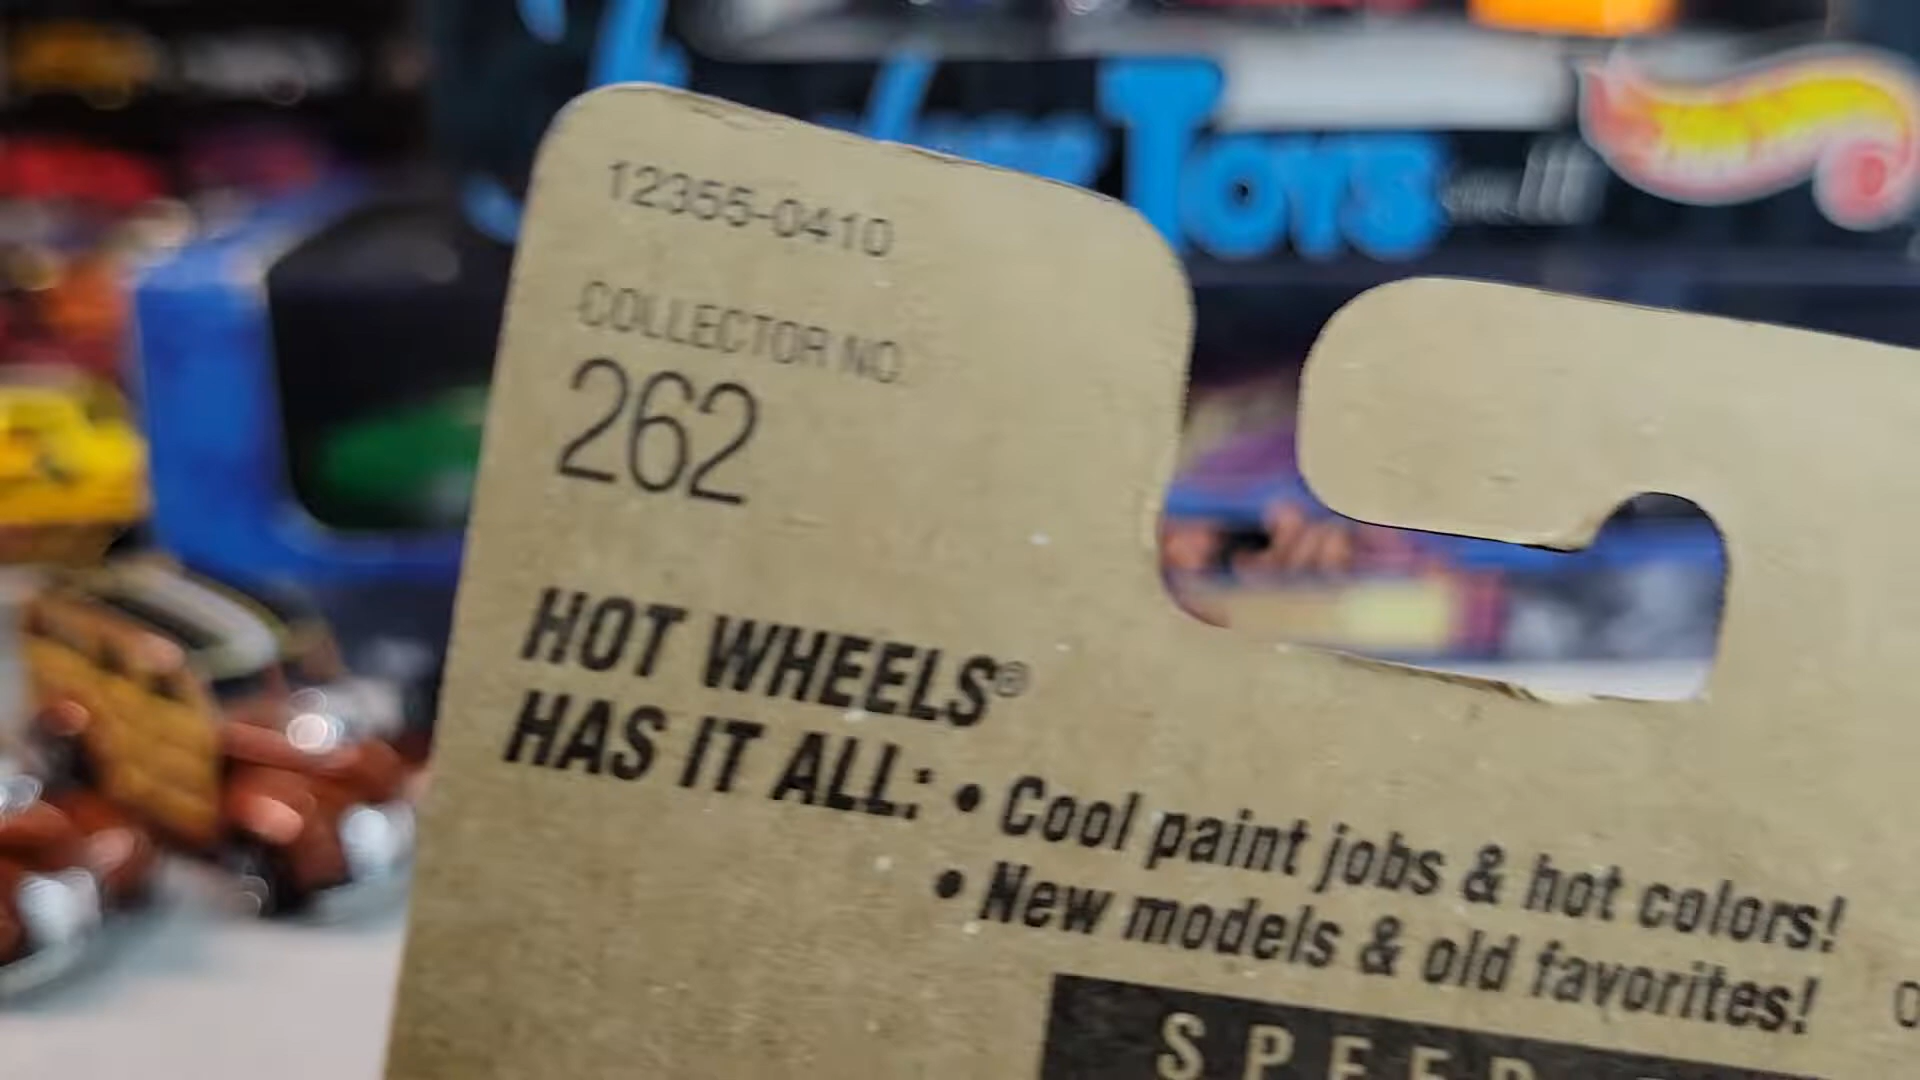 12355-0410
COLLECTOR NO.
262
HOT WHEELS®
HAS IT ALL: • Cool paint jobs & hot colors!
• New models & old favorites!
SPEED
TOYS